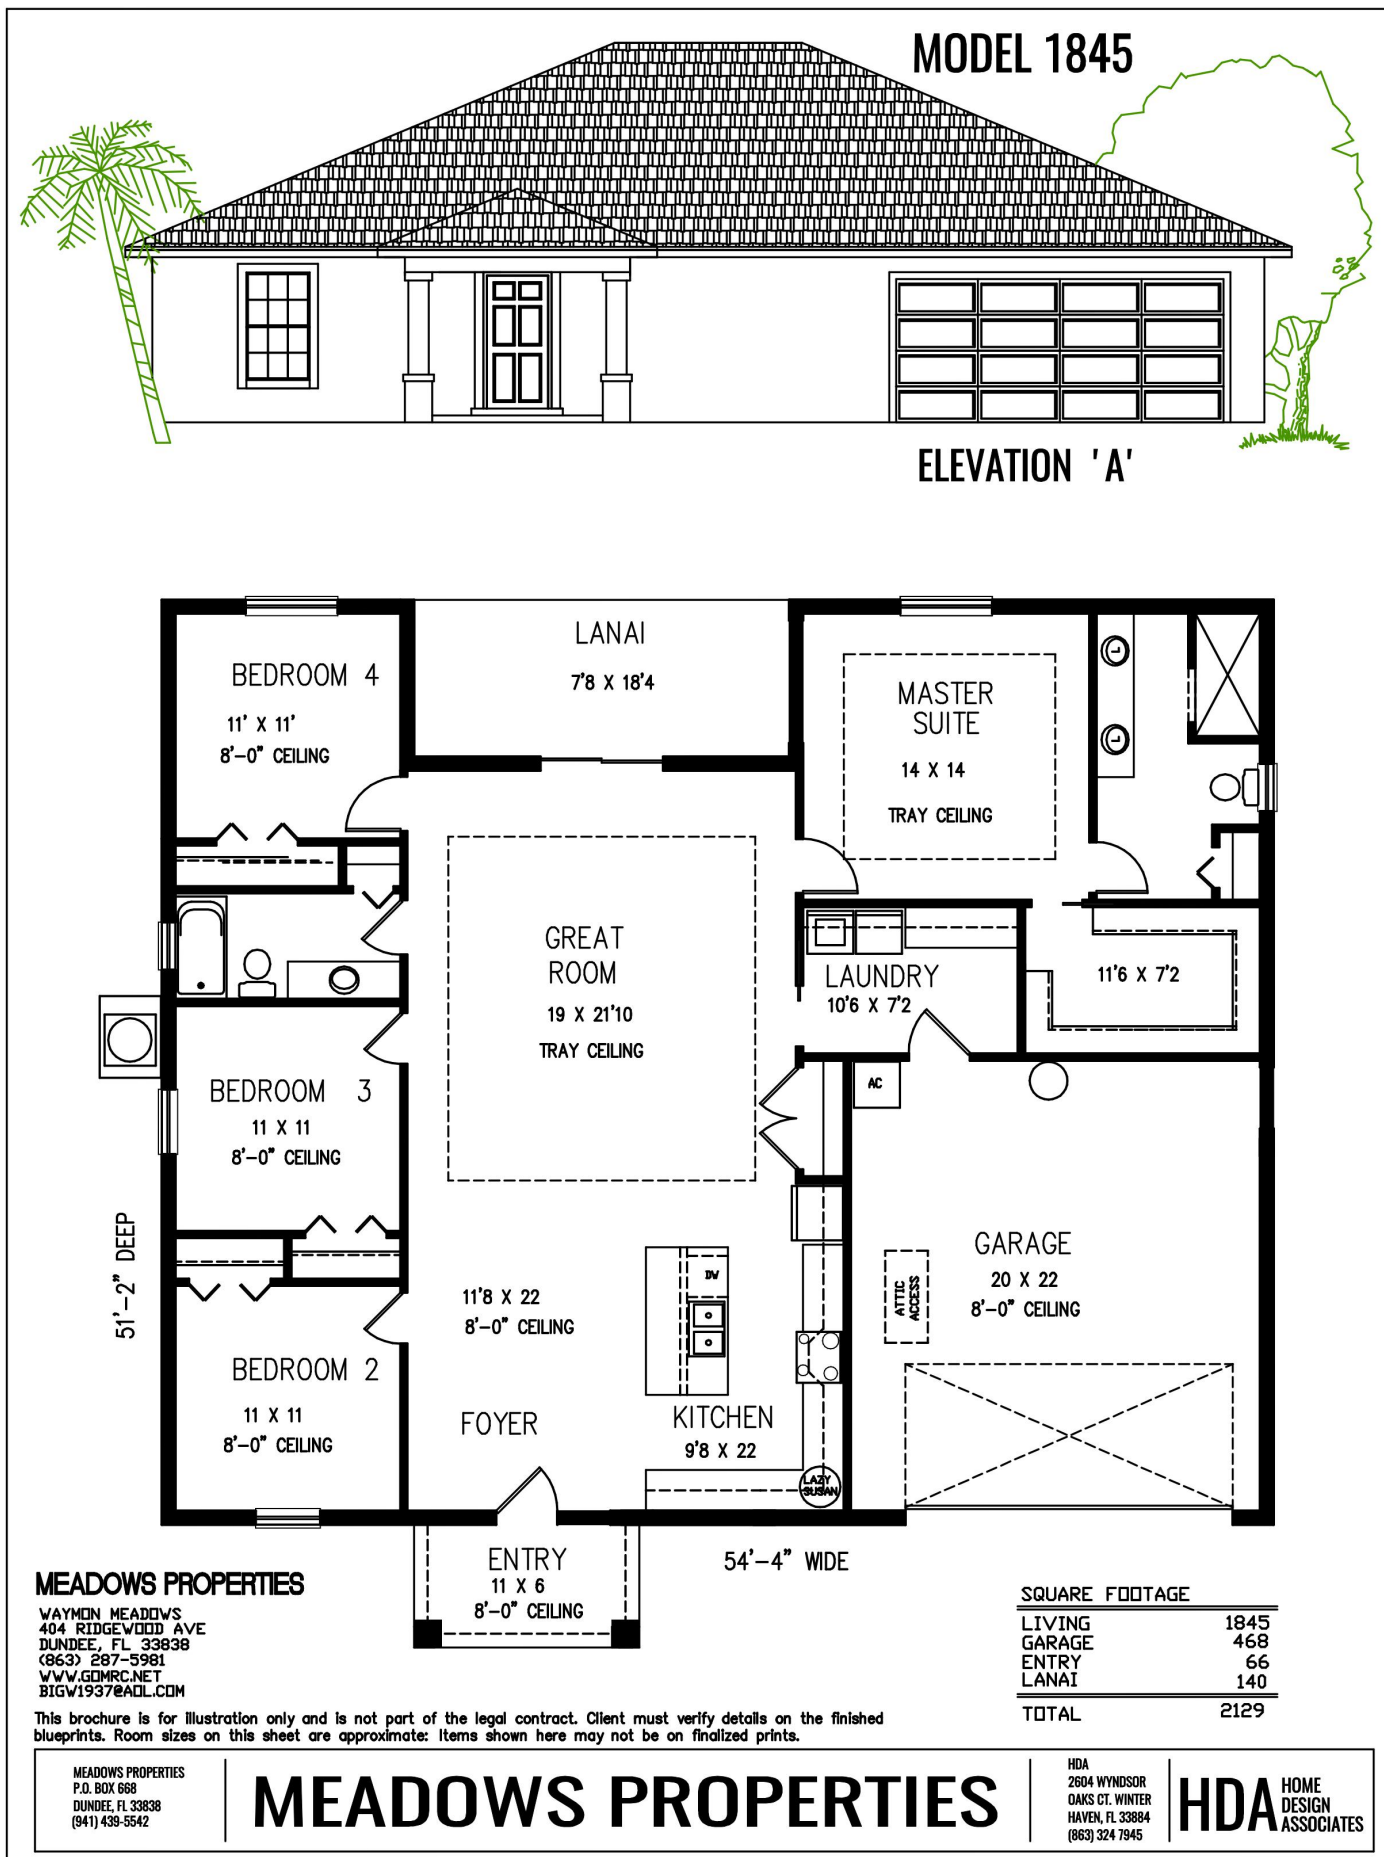 MODEL 1845
ELEVATION 'A'
LANAI
7'8 X 18'4
BEDROOM 4
11' X 11'
8'-0" CEILING
MASTER
SUITE
14 X 14
TRAY CEILING
L
L
GREAT
ROOM
19 X 21'10
TRAY CEILING
LAUNDRY
10'6 X 7'2
11'6 X 7'2
BEDROOM 3
11 X 11
8'-0" CEILING
AC
51'-2" DEEP
GARAGE
20 X 22
8'-0" CEILING
ATTIC
ACCESS
DW
11'8 X 22
8'-0" CEILING
BEDROOM 2
11 X 11
8'-0" CEILING
FOYER
KITCHEN
9'8 X 22
LAZY
SUSAN
ENTRY
11 X 6
8'-0" CEILING
54'-4" WIDE
MEADOWS PROPERTIES
WAYMON MEADOWS
404 RIDGEWOOD AVE
DUNDEE, FL 33838
(863) 287-5981
WWW.GOMRC.NET
BIGW1937@AOL.COM
SQUARE FOOTAGE
LIVING 1845
GARAGE 468
ENTRY 66
LANAI 140
TOTAL 2129
This brochure is for illustration only and is not part of the legal contract. Client must verify details on the finished
blueprints. Room sizes on this sheet are approximate: Items shown here may not be on finalized prints.
MEADOWS PROPERTIES
P.O. BOX 668
DUNDEE, FL 33838
(941) 439-5542
MEADOWS PROPERTIES
HDA
2604 WYNDSOR
OAKS CT. WINTER
HAVEN, FL 33884
(863) 324 7945
HDA
HOME
DESIGN
ASSOCIATES